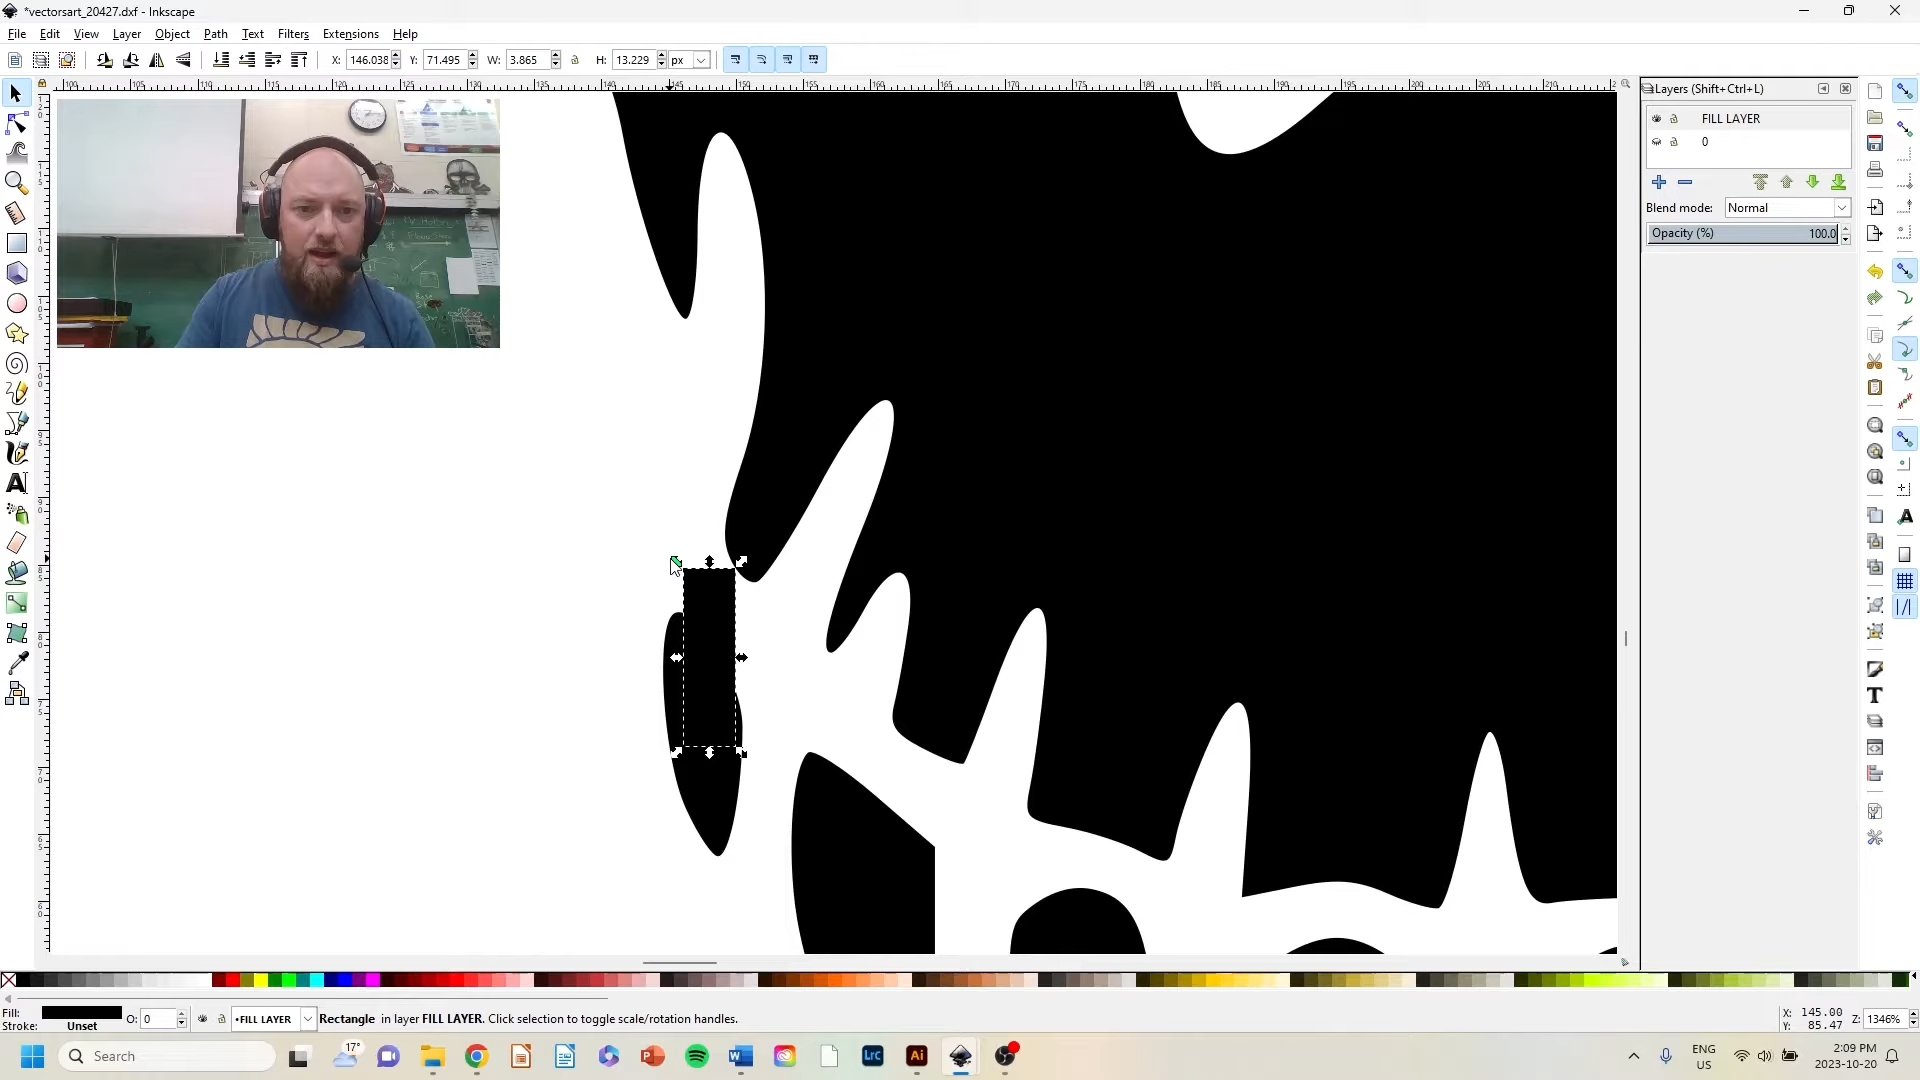 *vectorsart_20427.dxf - Inkscape
File Edit View Layer Object Path Text Filters Extensions Help
X: 146.038 Y: 71.495 W: 3.865 H: 13.229 px
Layers (Shift+Ctrl+L)
FILL LAYER
0
Blend mode: Normal
Opacity (%) 100.0
Fill:
Stroke: Unset
O: 0
•FILL LAYER
Rectangle in layer FILL LAYER. Click selection to toggle scale/rotation handles.
X: 145.00
Y: 85.47
Z: 1346%
Search
17°
Lrc
Ai
ENG
US
2:09 PM
2023-10-20